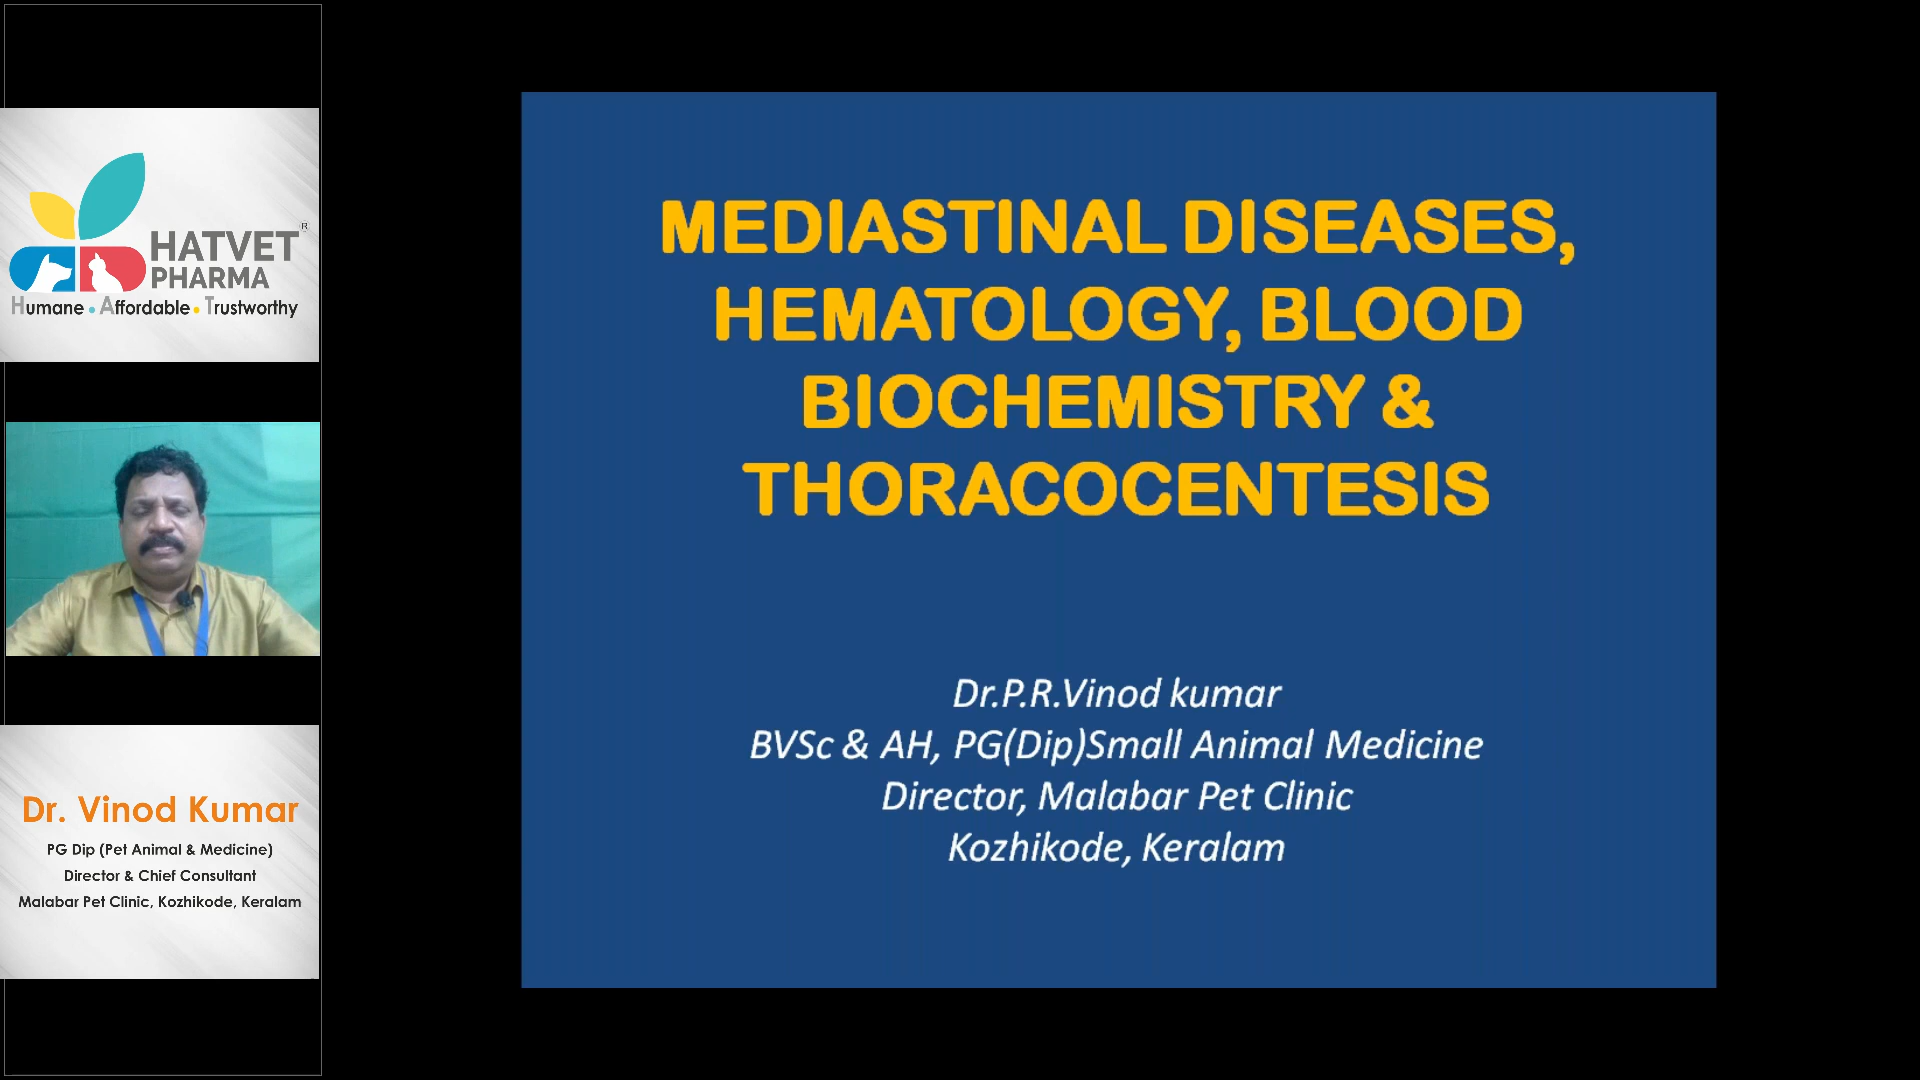 HATVET®
PHARMA
Humane • Affordable • Trustworthy
Dr. Vinod Kumar
PG Dip (Pet Animal & Medicine)
Director & Chief Consultant
Malabar Pet Clinic, Kozhikode, Keralam
MEDIASTINAL DISEASES,
HEMATOLOGY, BLOOD
BIOCHEMISTRY &
THORACOCENTESIS
Dr.P.R.Vinod kumar
BVSc & AH, PG(Dip)Small Animal Medicine
Director, Malabar Pet Clinic
Kozhikode, Keralam